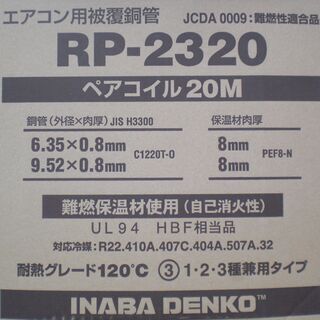 エアコン用被覆銅管 JCDA 0009:難燃性適合品
RP-2320
ペアコイル20M
銅管(外径×肉厚)JIS H3300 保温材肉厚
6.35×0.8mm C1220T-O 8mm PEF8-N
9.52×0.8mm 8mm
難燃保温材使用(自己消火性)
UL94 HBF相当品
対応冷媒:R22.410A.407C.404A.507A.32
耐熱グレード120℃ ③1・2・3種兼用タイプ
INABA DENKO™